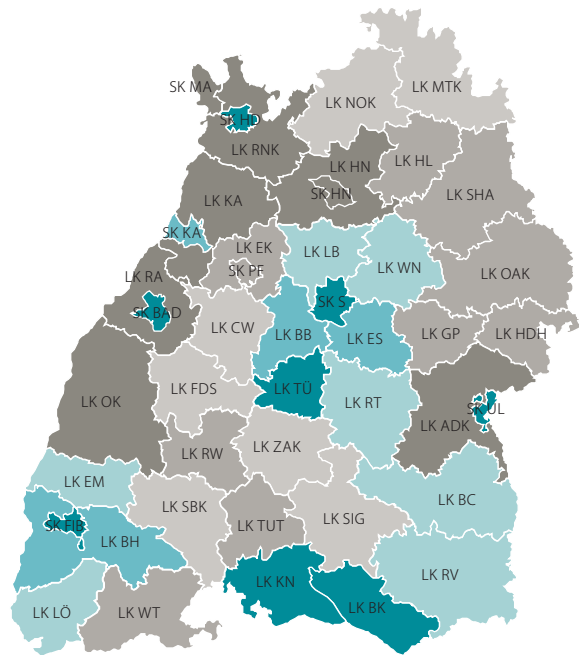 SK MA
LK NOK
LK MTK
SK HD
LK RNK
LK HN
LK HL
SK HN
LK SHA
LK KA
SK KA
LK EK
LK LB
LK WN
LK RA
SK PF
LK OAK
SK BAD
SK S
LK CW
LK BB
LK ES
LK GP
LK HDH
LK FDS
LK TÜ
LK OK
LK RT
SK UL
LK ADK
LK RW
LK ZAK
LK EM
LK SBK
LK BC
SK FIB
LK BH
LK TUT
LK SIG
LK KN
LK RV
LK LÖ
LK WT
LK BK